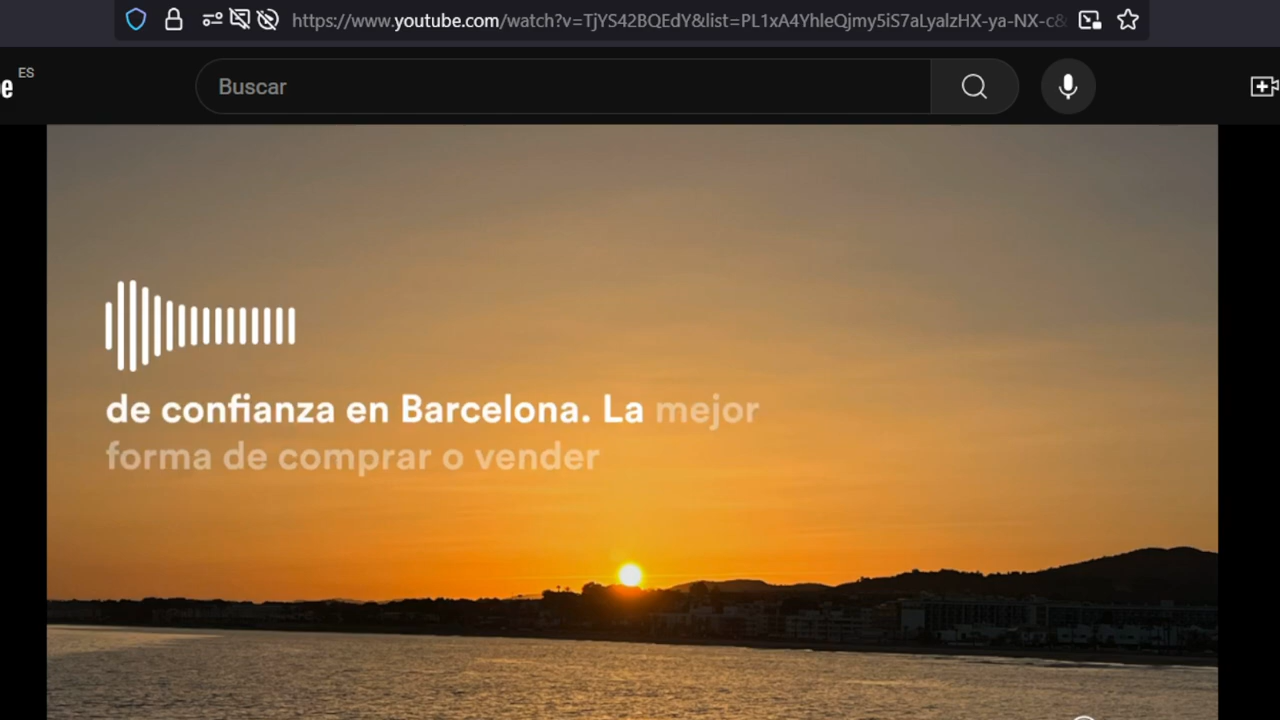 https://www.youtube.com/watch?v=TjYS42BQEdY&list=PL1xA4YhleQjmy5iS7aLyalzHX-ya-NX-c&
e ES
Buscar
de confianza en Barcelona. La mejor
forma de comprar o vender